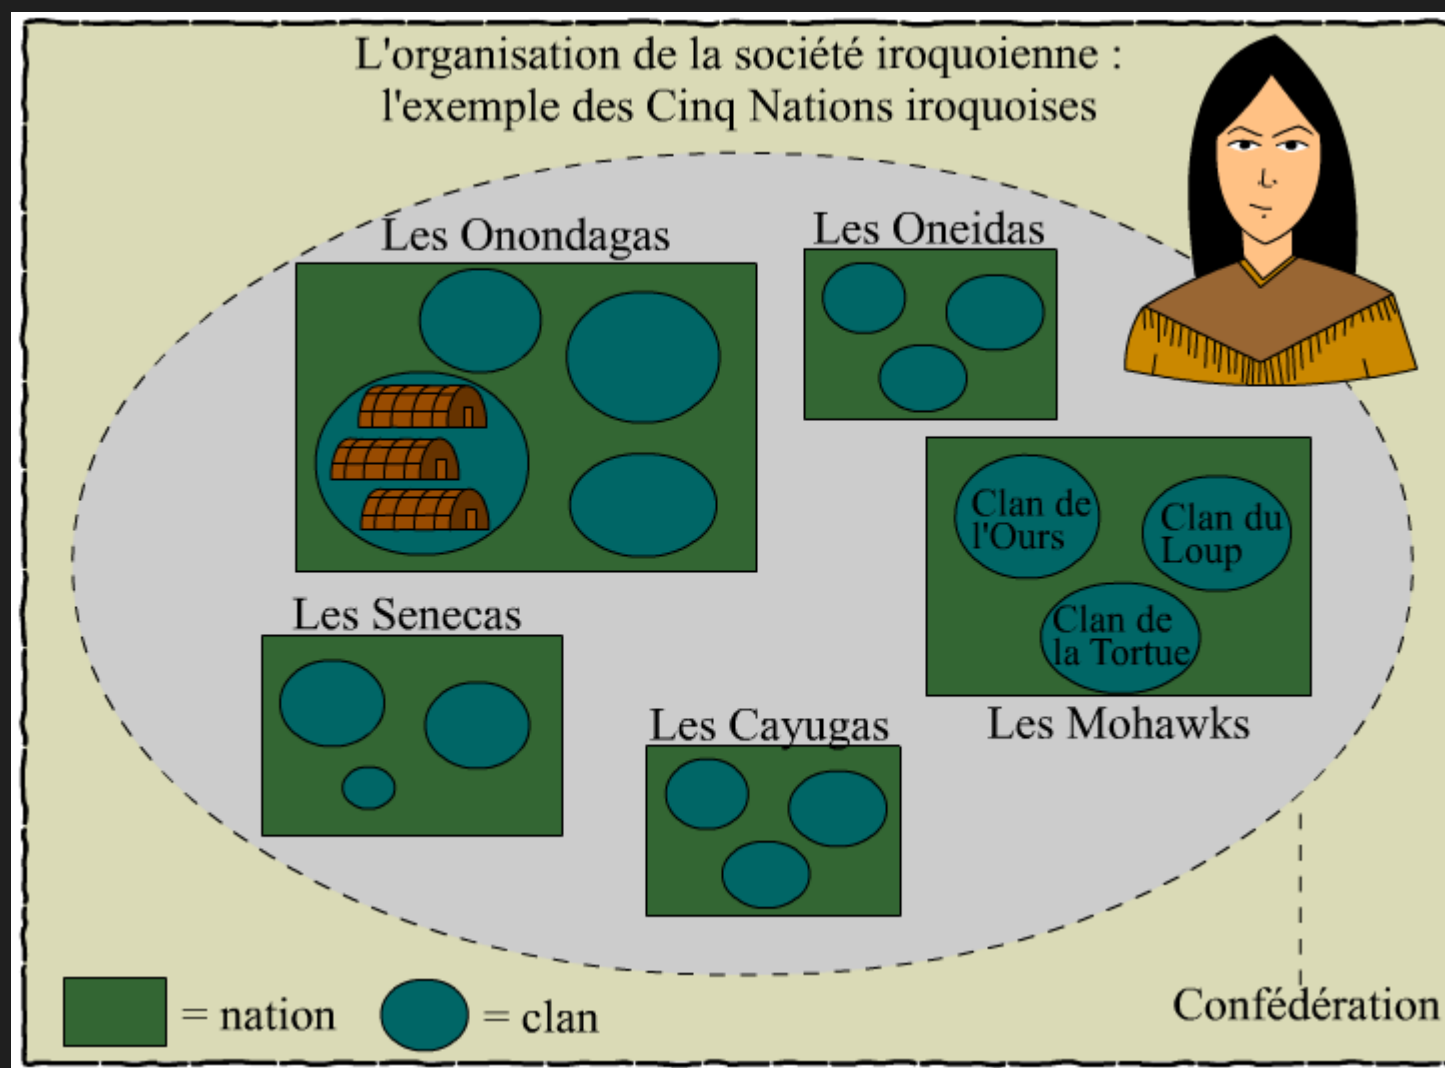 L'organisation de la société iroquoienne :
l'exemple des Cinq Nations iroquoises
Les Onondagas
Les Oneidas
Clan de
l'Ours
Clan du
Loup
Clan de
la Tortue
Les Mohawks
Les Senecas
Les Cayugas
= nation
= clan
Confédération